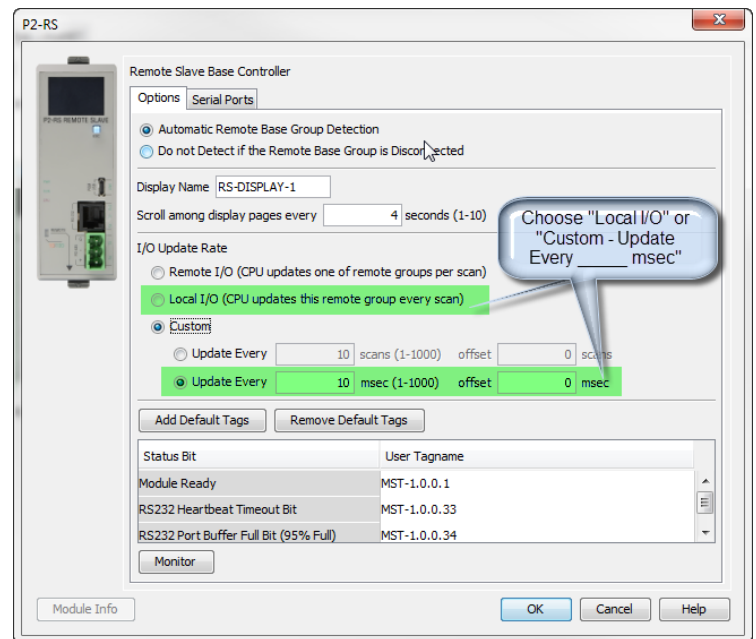 P2-RS
P2-RS REMOTE SLAVE
Remote Slave Base Controller
Options Serial Ports
Automatic Remote Base Group Detection
Do not Detect if the Remote Base Group is Disconnected
Display Name RS-DISPLAY-1
Scroll among display pages every 4 seconds (1-10)
Choose "Local I/O" or
"Custom - Update
Every _____ msec"
I/O Update Rate
Remote I/O (CPU updates one of remote groups per scan)
Local I/O (CPU updates this remote group every scan)
Custom
Update Every 10 scans (1-1000) offset 0 scans
Update Every 10 msec (1-1000) offset 0 msec
Add Default Tags Remove Default Tags
Status Bit User Tagname
Module Ready MST-1.0.0.1
RS232 Heartbeat Timeout Bit MST-1.0.0.33
RS232 Port Buffer Full Bit (95% Full) MST-1.0.0.34
Monitor
Module Info OK Cancel Help